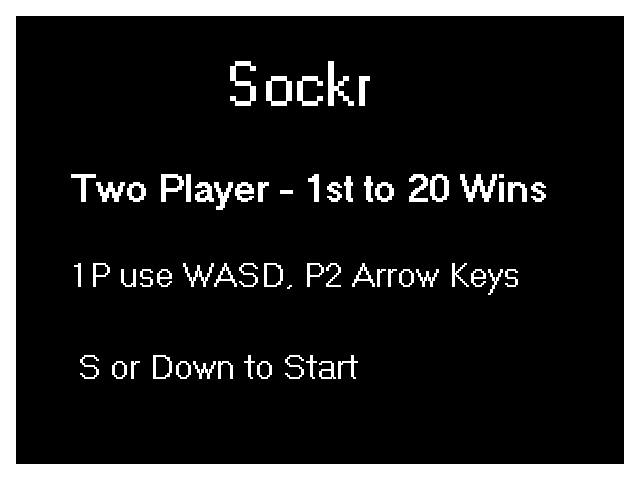 Sockr
Two Player - 1st to 20 Wins
1P use WASD, P2 Arrow Keys
S or Down to Start